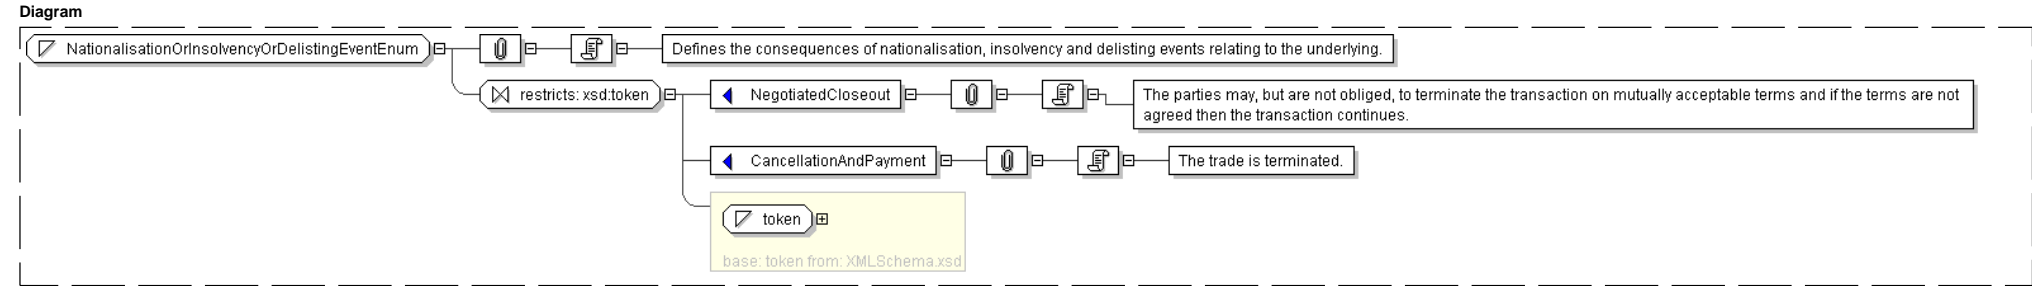 Diagram
NationalisationOrInsolvencyOrDelistingEventEnum
Defines the consequences of nationalisation, insolvency and delisting events relating to the underlying.
restricts: xsd:token
NegotiatedCloseout
The parties may, but are not obliged, to terminate the transaction on mutually acceptable terms and if the terms are not
agreed then the transaction continues.
CancellationAndPayment
The trade is terminated.
token
base: token from: XMLSchema.xsd